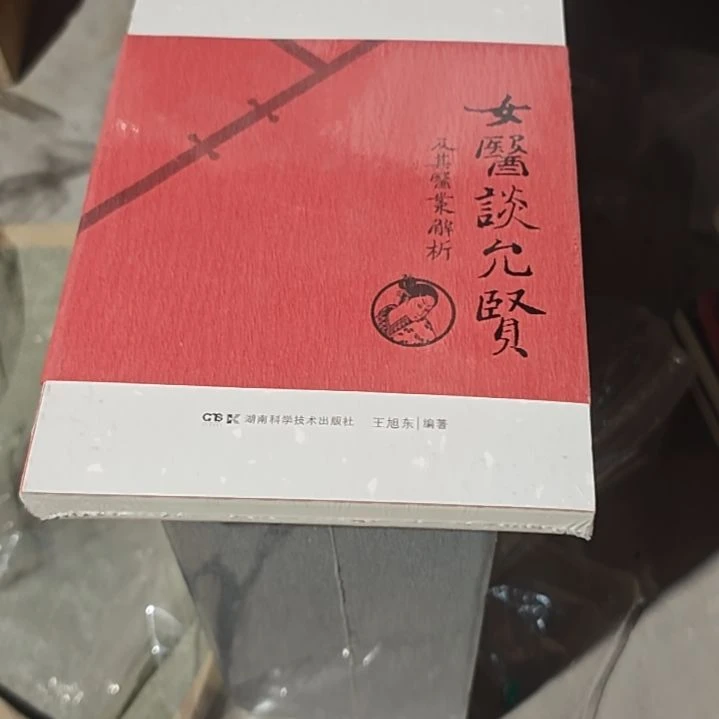 女醫談允賢
及其醫案解析
湖南科学技术出版社 王旭东|编著